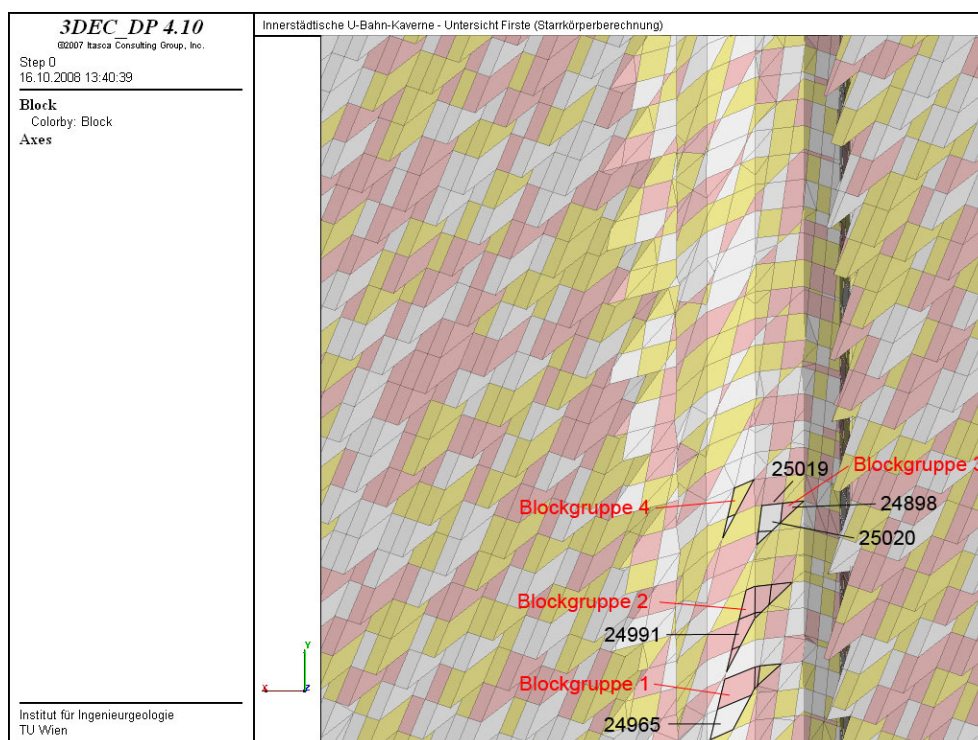 3DEC_DP 4.10
©2007 Itasca Consulting Group, Inc.
Step 0
16.10.2008 13:40:39
Block
Colorby: Block
Axes
Institut für Ingenieurgeologie
TU Wien
Innerstädtische U-Bahn-Kaverne - Untersicht Firste (Starrkörperberechnung)
25019
Blockgruppe 3
Blockgruppe 4
24898
25020
Blockgruppe 2
24991
Blockgruppe 1
24965
Y
X
Z